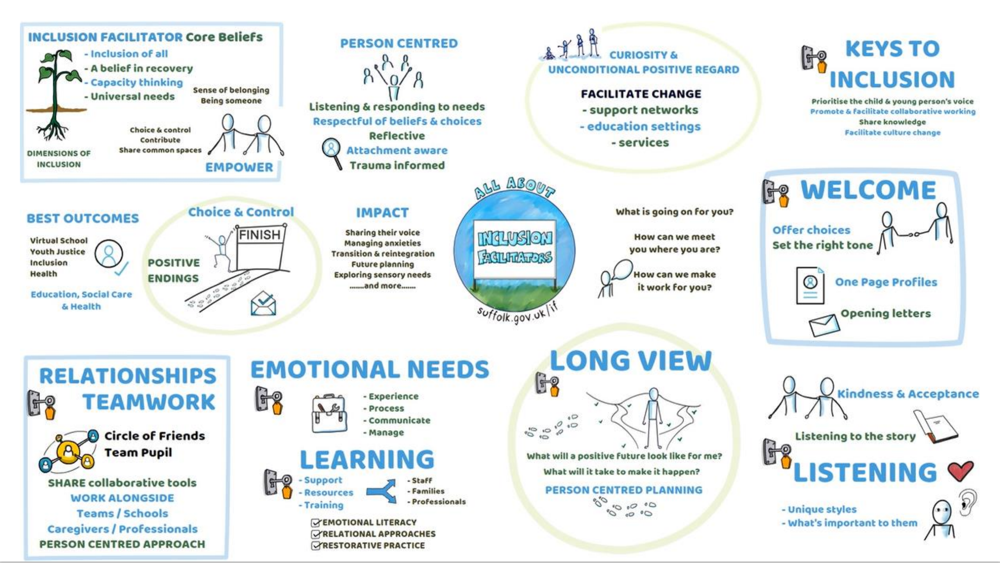 INCLUSION FACILITATOR Core Beliefs
- Inclusion of all
- A belief in recovery
- Capacity thinking
- Universal needs
Sense of belonging
Being someone
Choice & control
Contribute
Share common spaces
DIMENSIONS OF
INCLUSION
EMPOWER
PERSON CENTRED
Listening & responding to needs
Respectful of beliefs & choices
Reflective
Attachment aware
Trauma informed
CURIOSITY &
UNCONDITIONAL POSITIVE REGARD
FACILITATE CHANGE
- support networks
- education settings
- services
KEYS TO
INCLUSION
Prioritise the child & young person's voice
Promote & facilitate collaborative working
Share knowledge
Facilitate culture change
BEST OUTCOMES
Virtual School
Youth Justice
Inclusion
Health
Education, Social Care
& Health
Choice & Control
FINISH
POSITIVE
ENDINGS
IMPACT
Sharing their voice
Managing anxieties
Transition & reintegration
Future planning
Exploring sensory needs
.......and more.......
ALL ABOUT
INCLUSION
FACILITATORS
suffolk.gov.uk/if
What is going on for you?
How can we meet
you where you are?
How can we make
it work for you?
WELCOME
Offer choices
Set the right tone
One Page Profiles
Opening letters
RELATIONSHIPS
TEAMWORK
Circle of Friends
Team Pupil
SHARE collaborative tools
WORK ALONGSIDE
Teams / Schools
Caregivers / Professionals
PERSON CENTRED APPROACH
EMOTIONAL NEEDS
- Experience
- Process
- Communicate
- Manage
LEARNING
- Support
- Resources
- Training
- Staff
- Families
- Professionals
EMOTIONAL LITERACY
RELATIONAL APPROACHES
RESTORATIVE PRACTICE
LONG VIEW
What will a positive future look like for me?
What will it take to make it happen?
PERSON CENTRED PLANNING
Kindness & Acceptance
Listening to the story
LISTENING
- Unique styles
- What's important to them